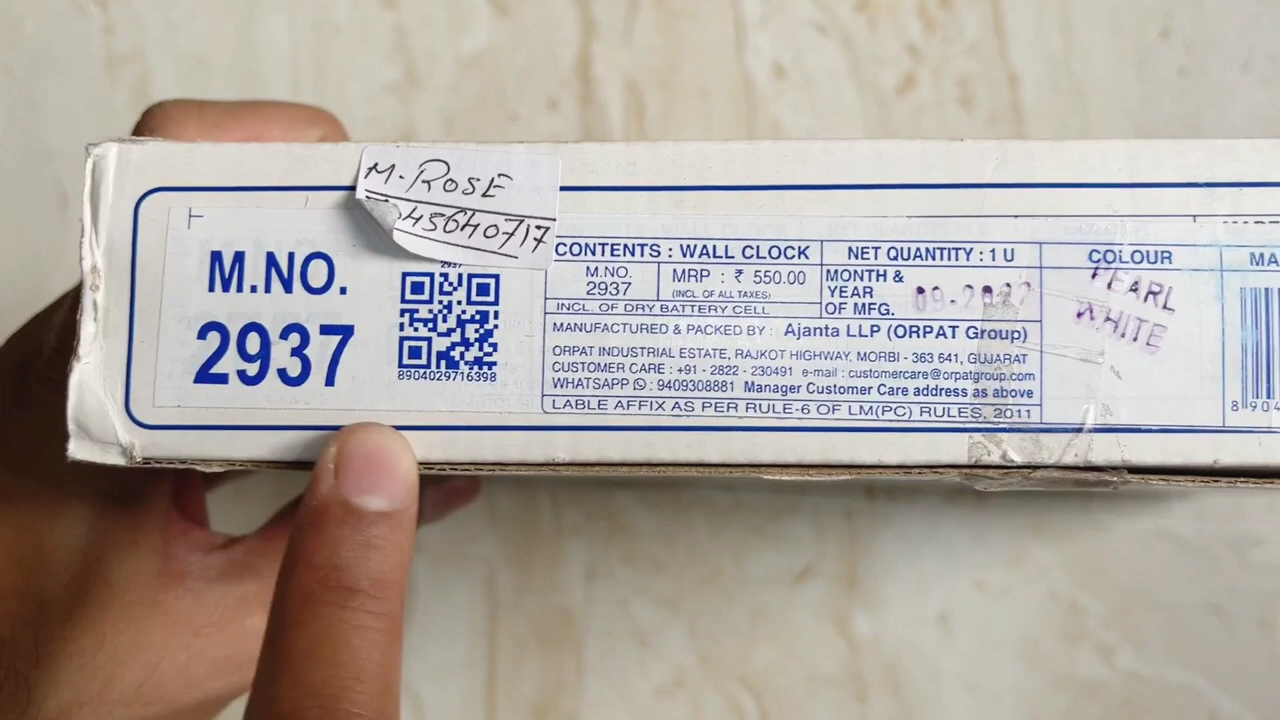 M. ROSE
45640717
M.NO.
2937
2937
8904029716398
CONTENTS : WALL CLOCK
NET QUANTITY : 1 U
COLOUR
M.NO.
2937
MRP : ₹ 550.00
(INCL. OF ALL TAXES)
MONTH &
YEAR
OF MFG.
PEARL
WHITE
INCL. OF DRY BATTERY CELL
MANUFACTURED & PACKED BY : Ajanta LLP (ORPAT Group)
ORPAT INDUSTRIAL ESTATE, RAJKOT HIGHWAY, MORBI - 363 641, GUJARAT
CUSTOMER CARE : +91 - 2822 - 230491 e-mail : customercare@orpatgroup.com
WHATSAPP : 9409308881 Manager Customer Care address as above
LABLE AFFIX AS PER RULE-6 OF LM(PC) RULES, 2011